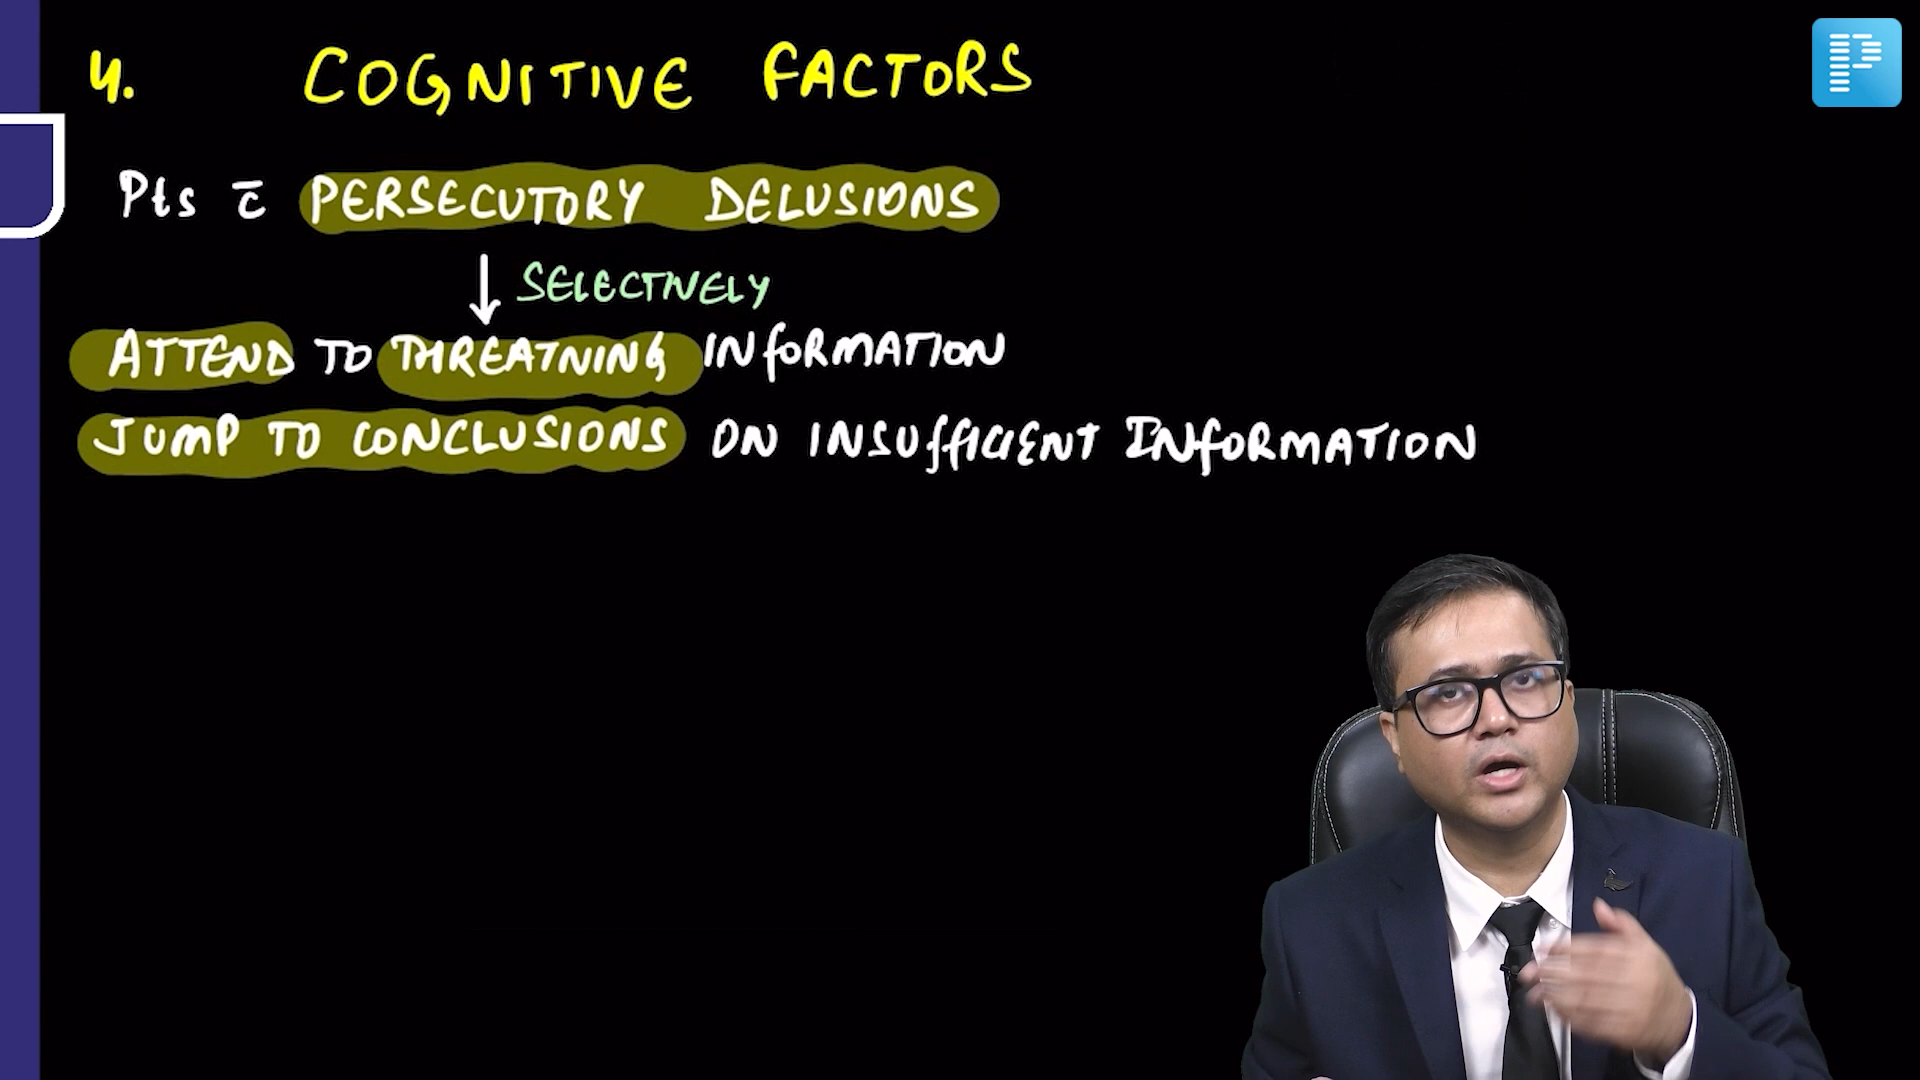 4. COGNITIVE FACTORS
Pts c̄ PERSECUTORY DELUSIONS
↓ SELECTIVELY
ATTEND TO THREATNING INFORMATION
JUMP TO CONCLUSIONS ON INSUFFICIENT INFORMATION